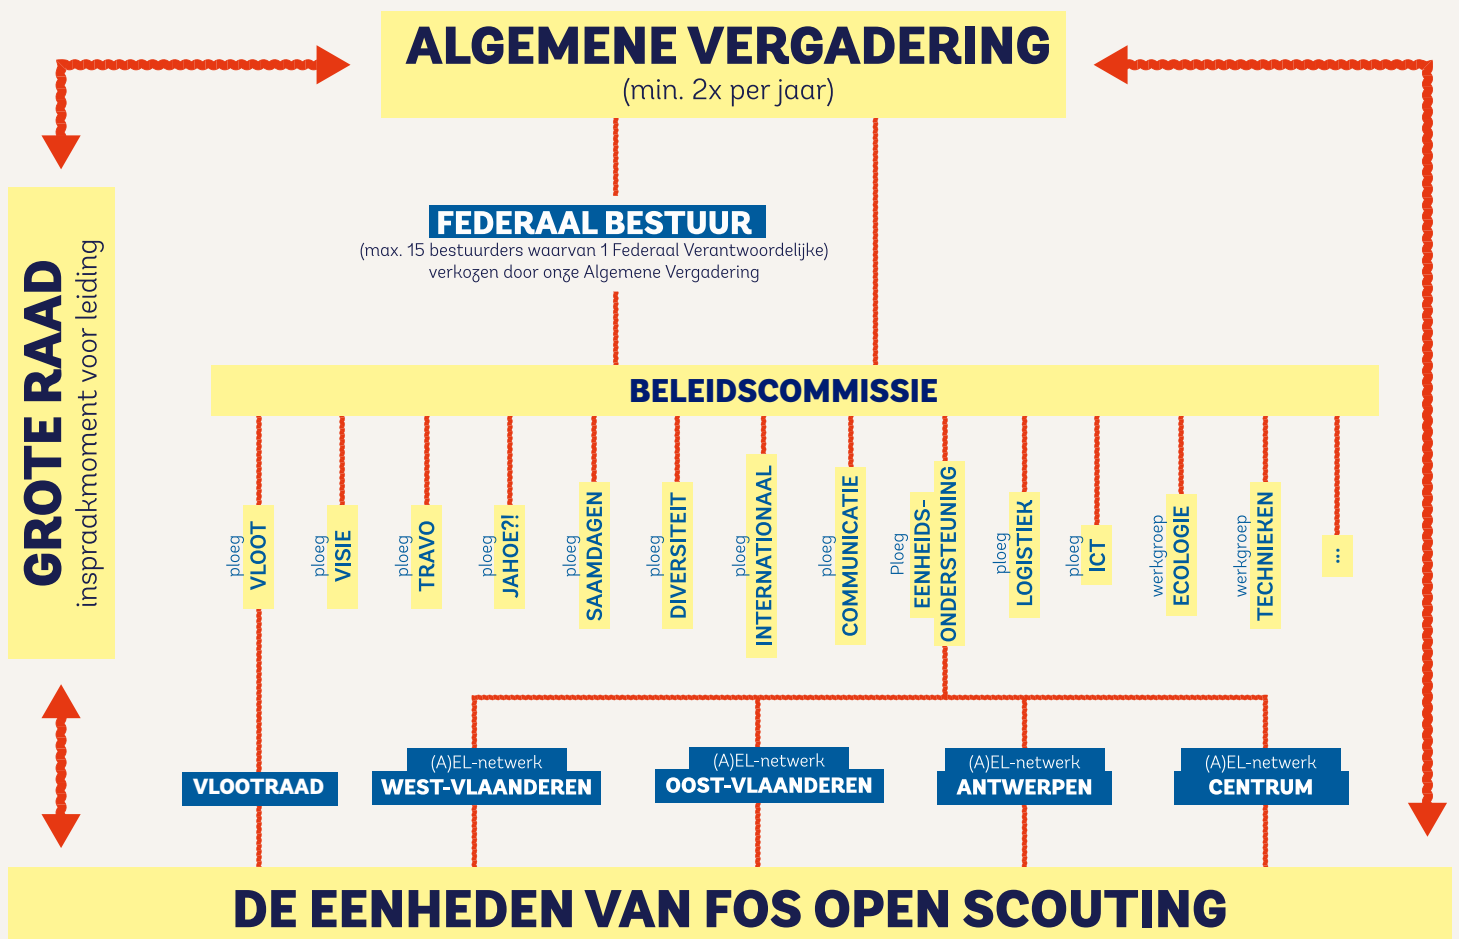 ALGEMENE VERGADERING
(min. 2x per jaar)
FEDERAAL BESTUUR
(max. 15 bestuurders waarvan 1 Federaal Verantwoordelijke)
verkozen door onze Algemene Vergadering
GROTE RAAD
inspraakmoment voor leiding
BELEIDSCOMMISSIE
ploeg
VLOOT
ploeg
VISIE
ploeg
TRAVO
ploeg
JAHOE?!
ploeg
SAAMDAGEN
ploeg
DIVERSITEIT
ploeg
INTERNATIONAAL
ploeg
COMMUNICATIE
Ploeg
EENHEIDS-
ONDERSTEUNING
ploeg
LOGISTIEK
ploeg
ICT
werkgroep
ECOLOGIE
werkgroep
TECHNIEKEN
...
VLOOTRAAD
(A)EL-netwerk
WEST-VLAANDEREN
(A)EL-netwerk
OOST-VLAANDEREN
(A)EL-netwerk
ANTWERPEN
(A)EL-netwerk
CENTRUM
DE EENHEDEN VAN FOS OPEN SCOUTING